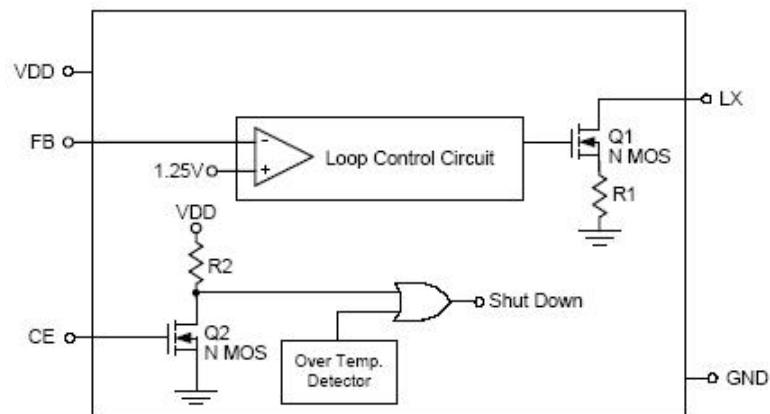 VDD
LX
FB
-
1.25V
+
Loop Control Circuit
Q1
N MOS
R1
VDD
R2
Shut Down
CE
Q2
N MOS
Over Temp.
Detector
GND